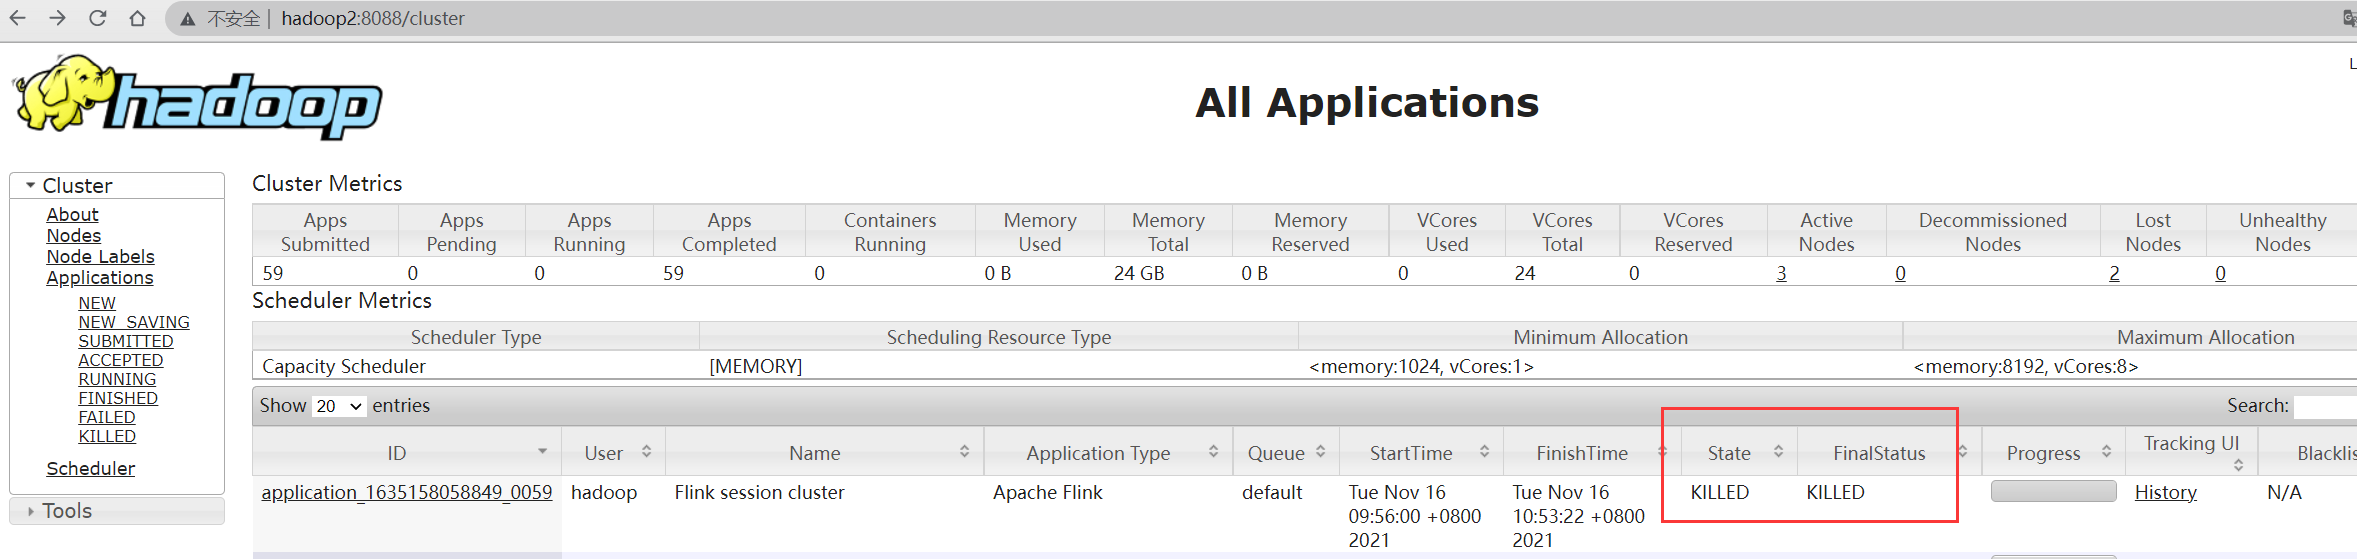 不安全 | hadoop2:8088/cluster
L
hadoop
All Applications
Cluster
About
Nodes
Node Labels
Applications
NEW
NEW_SAVING
SUBMITTED
ACCEPTED
RUNNING
FINISHED
FAILED
KILLED
Scheduler
Tools
Cluster Metrics
Apps Submitted Apps Pending Apps Running Apps Completed Containers Running Memory Used Memory Total Memory Reserved VCores Used VCores Total VCores Reserved Active Nodes Decommissioned Nodes Lost Nodes Unhealthy Nodes
59 0 0 59 0 0 B 24 GB 0 B 0 24 0 3 0 2 0
Scheduler Metrics
Scheduler Type Scheduling Resource Type Minimum Allocation Maximum Allocation
Capacity Scheduler [MEMORY] <memory:1024, vCores:1> <memory:8192, vCores:8>
Show 20 entries Search:
ID User Name Application Type Queue StartTime FinishTime State FinalStatus Progress Tracking UI Blacklis
application_1635158058849_0059 hadoop Flink session cluster Apache Flink default Tue Nov 16 09:56:00 +0800 2021 Tue Nov 16 10:53:22 +0800 2021 KILLED KILLED History N/A